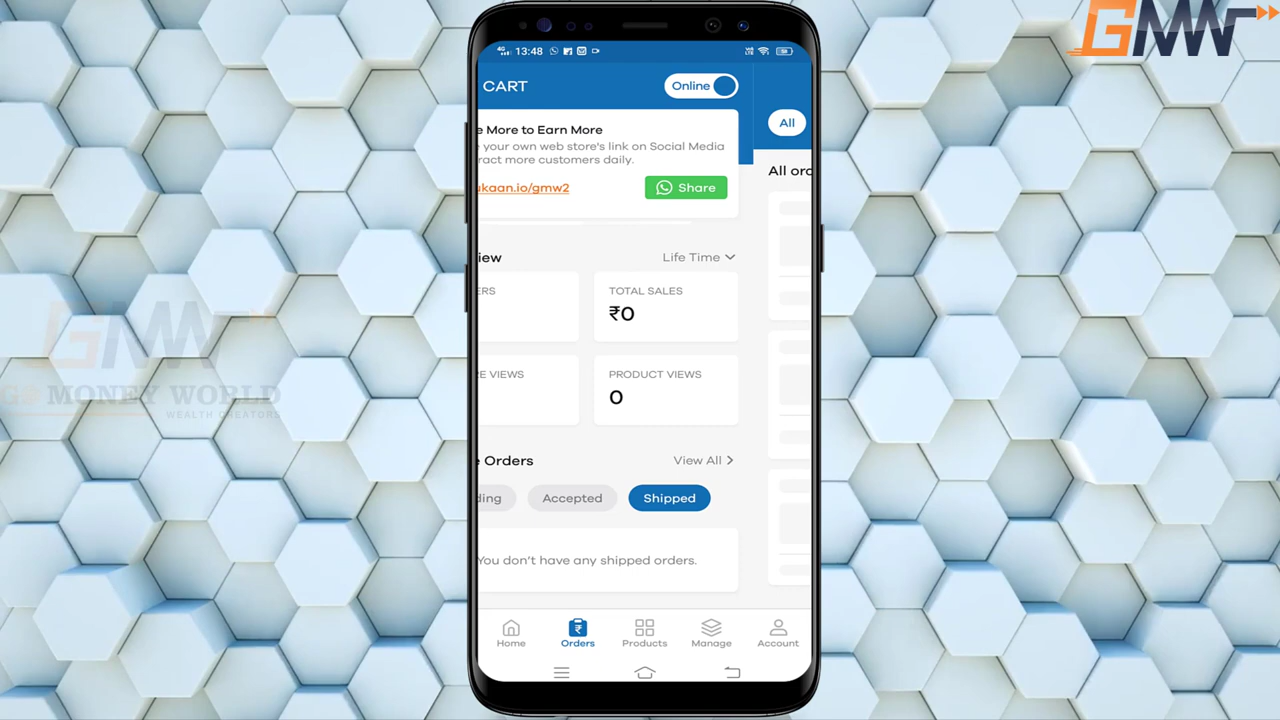 GMW
4G 13:48
CART
Online
All
e More to Earn More
e your own web store's link on Social Media
ract more customers daily.
All orc
ukaan.io/gmw2
Share
iew
Life Time
ERS
TOTAL SALES
₹0
GMW
GO MONEY WORLD
WEALTH CREATORS
E VIEWS
PRODUCT VIEWS
0
e Orders
View All
ding
Accepted
Shipped
You don't have any shipped orders.
Home
Orders
Products
Manage
Account